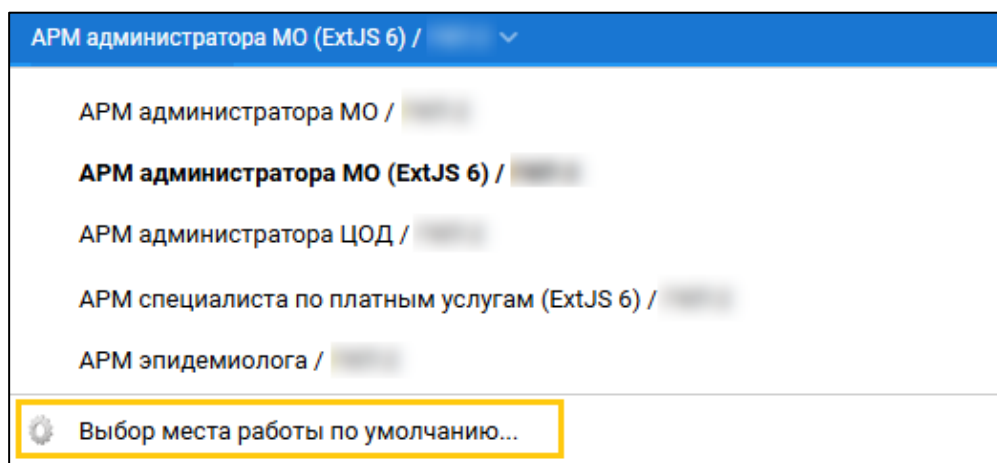 АРМ администратора МО (ExtJS 6) /
АРМ администратора МО /
АРМ администратора МО (ExtJS 6) /
АРМ администратора ЦОД /
АРМ специалиста по платным услугам (ExtJS 6) /
АРМ эпидемиолога /
Выбор места работы по умолчанию...